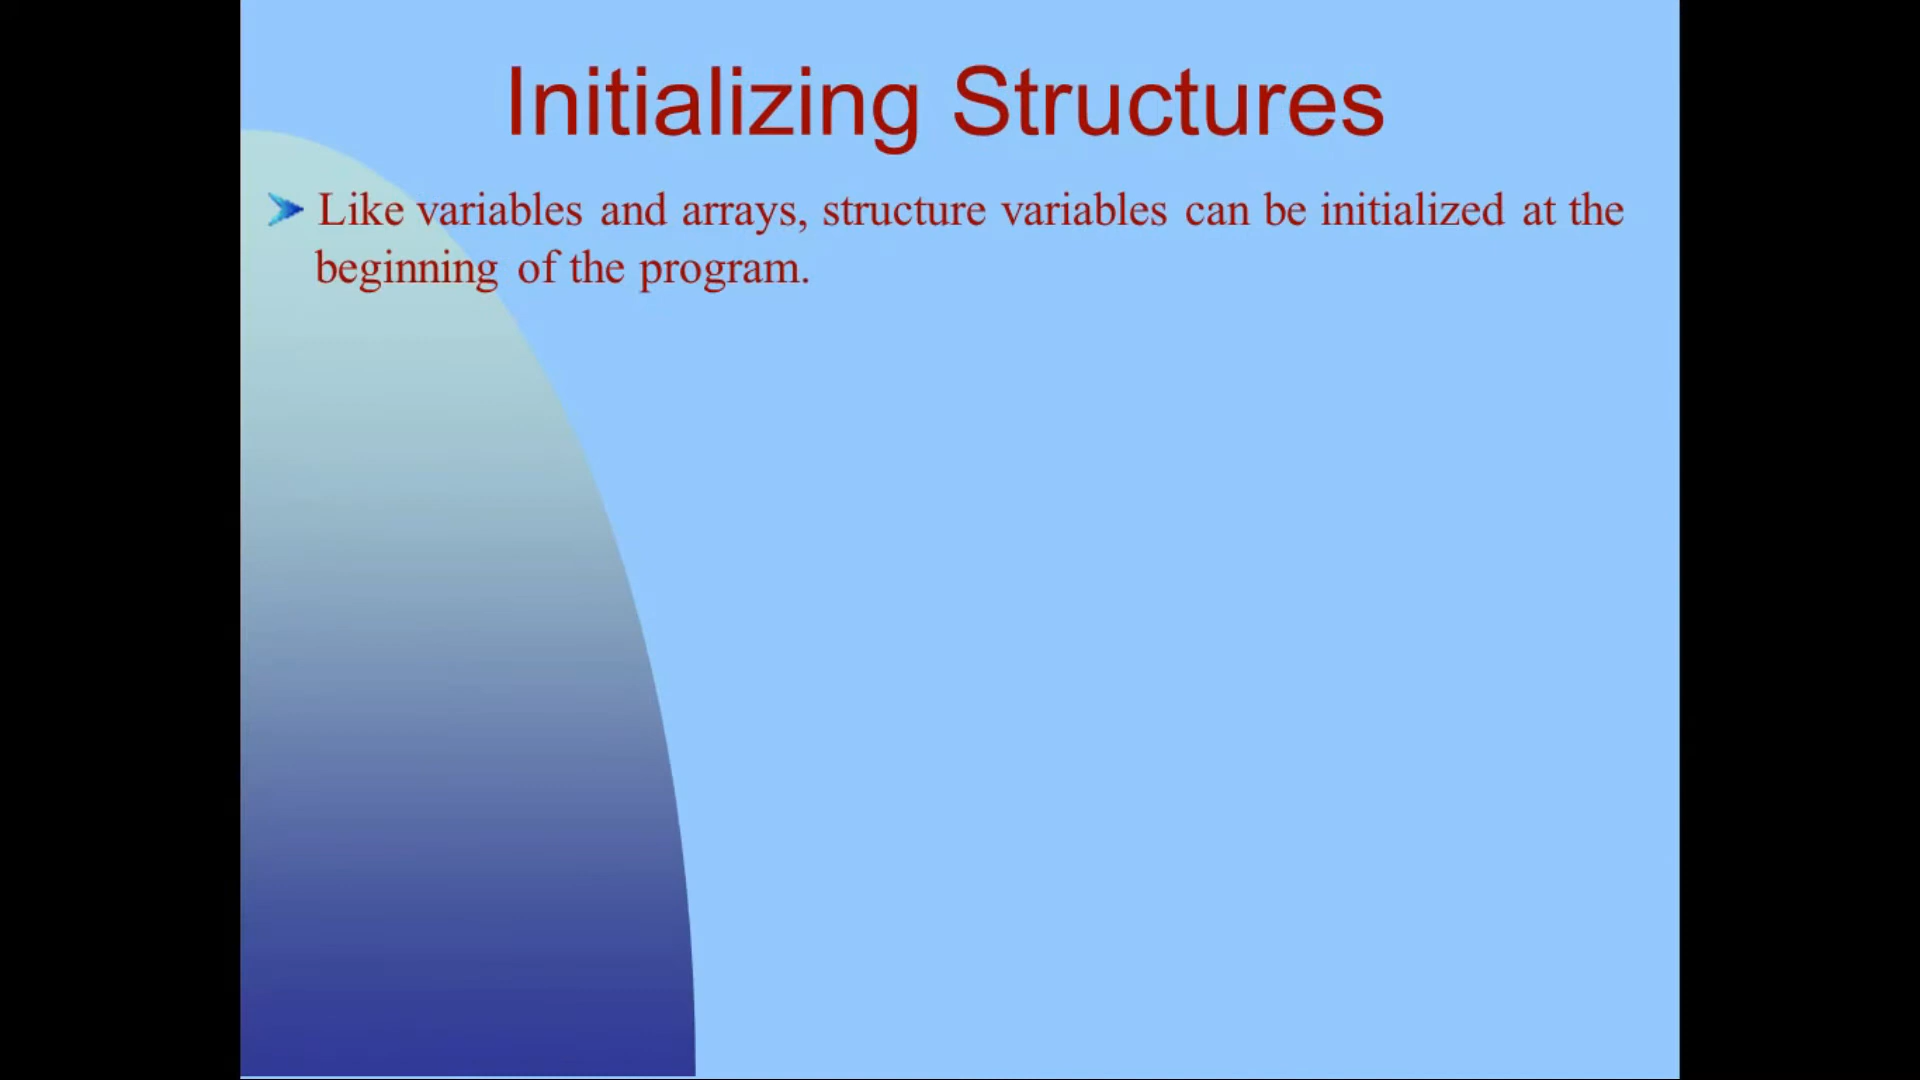 Initializing Structures
Like variables and arrays, structure variables can be initialized at the
beginning of the program.